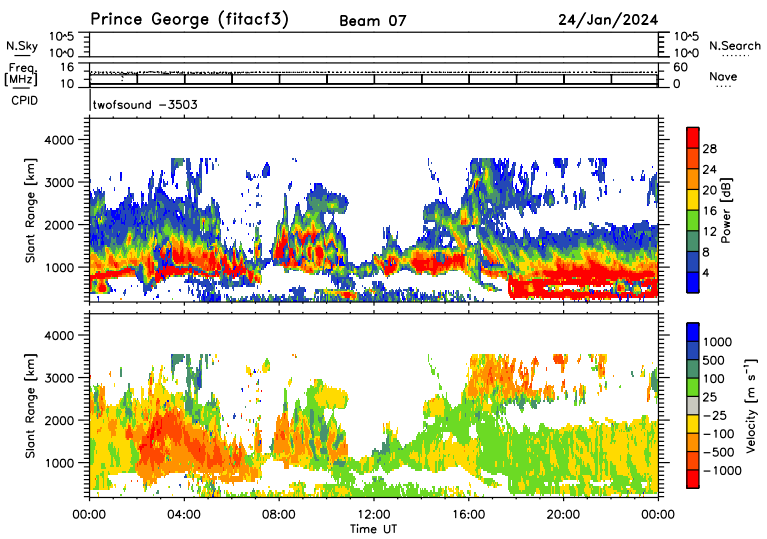 Prince George (fitacf3) Beam 07 24/Jan/2024
N.Sky 10^5 10^0 10^5 10^0 N.Search
Freq [MHz] 16 10 60 0 Nave
CPID twofsound -3503
Slant Range [km] 4000 3000 2000 1000
Power [dB] 28 24 20 16 12 8 4
Slant Range [km] 4000 3000 2000 1000
Velocity [m s⁻¹] 1000 500 100 25 -25 -100 -500 -1000
00:00 04:00 08:00 12:00 16:00 20:00 00:00
Time UT